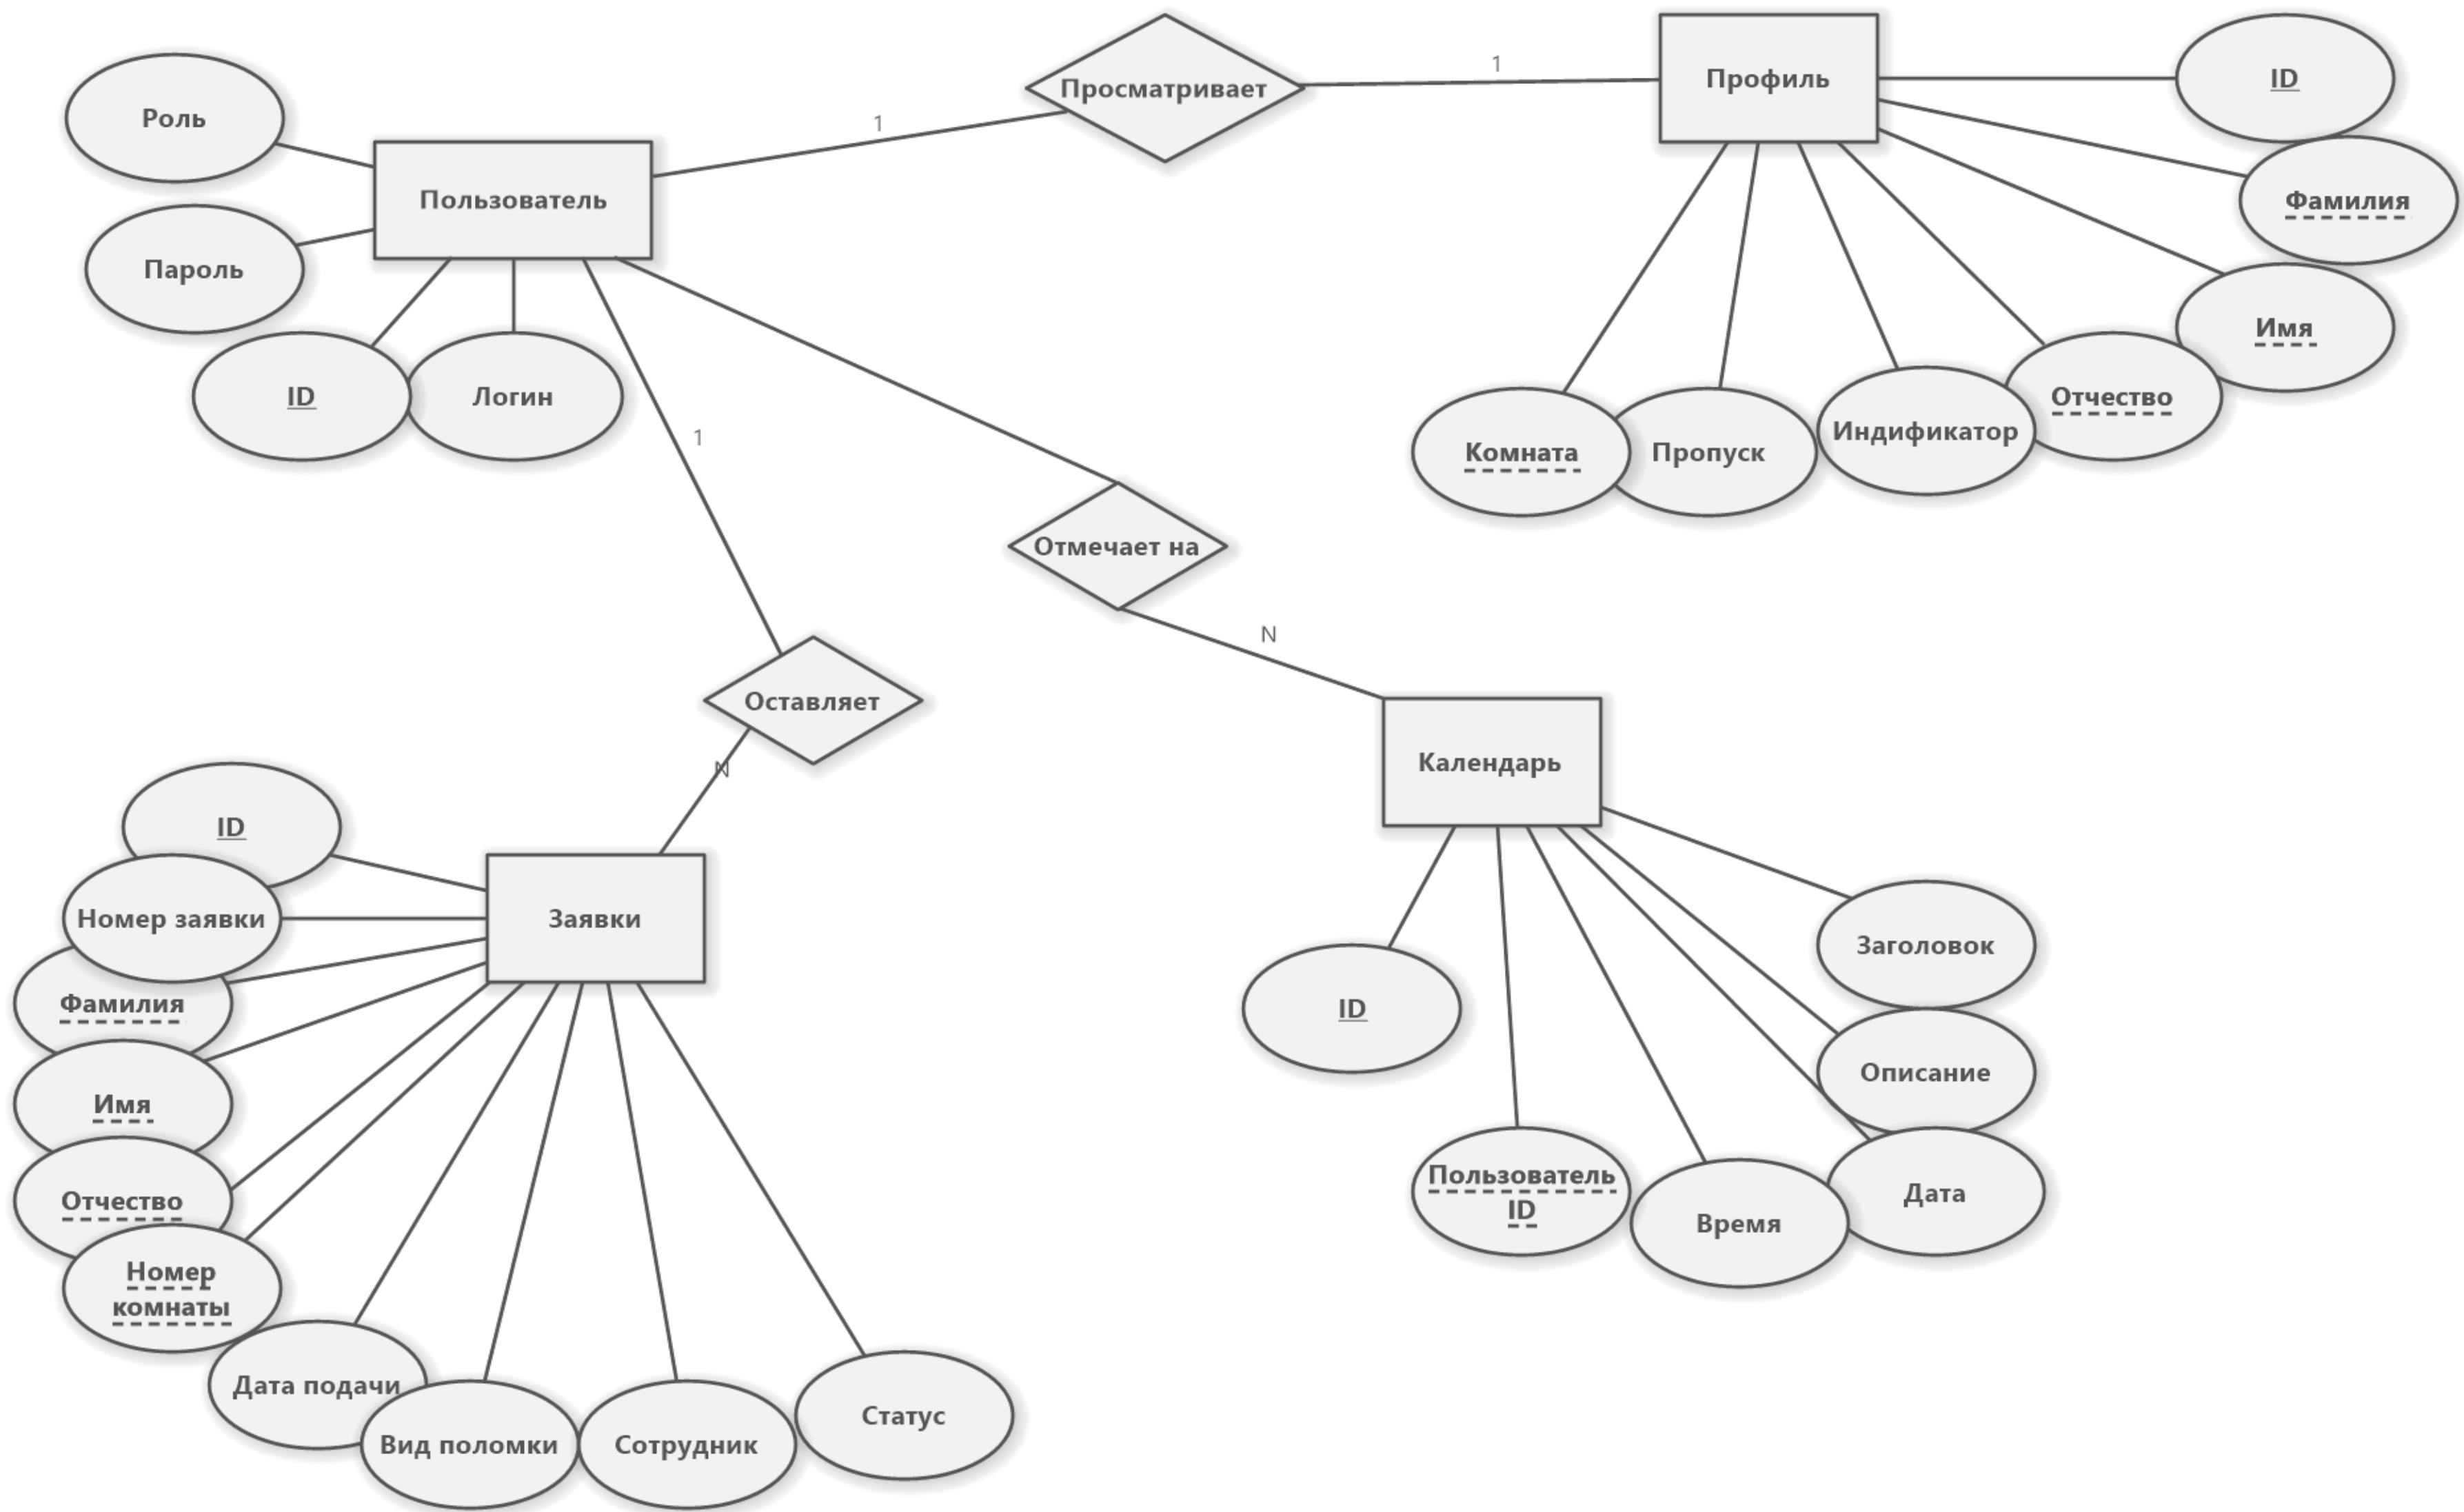 Просматривает
1
Профиль
ID
Роль
1
Пользователь
Фамилия
Пароль
Имя
ID
Логин
Отчество
Индификатор
Комната
Пропуск
1
Отмечает на
N
Оставляет
N
Календарь
ID
Номер заявки
Заявки
Заголовок
Фамилия
ID
Описание
Имя
Пользователь
ID
Дата
Отчество
Время
Номер
комнаты
Дата подачи
Статус
Вид поломки
Сотрудник